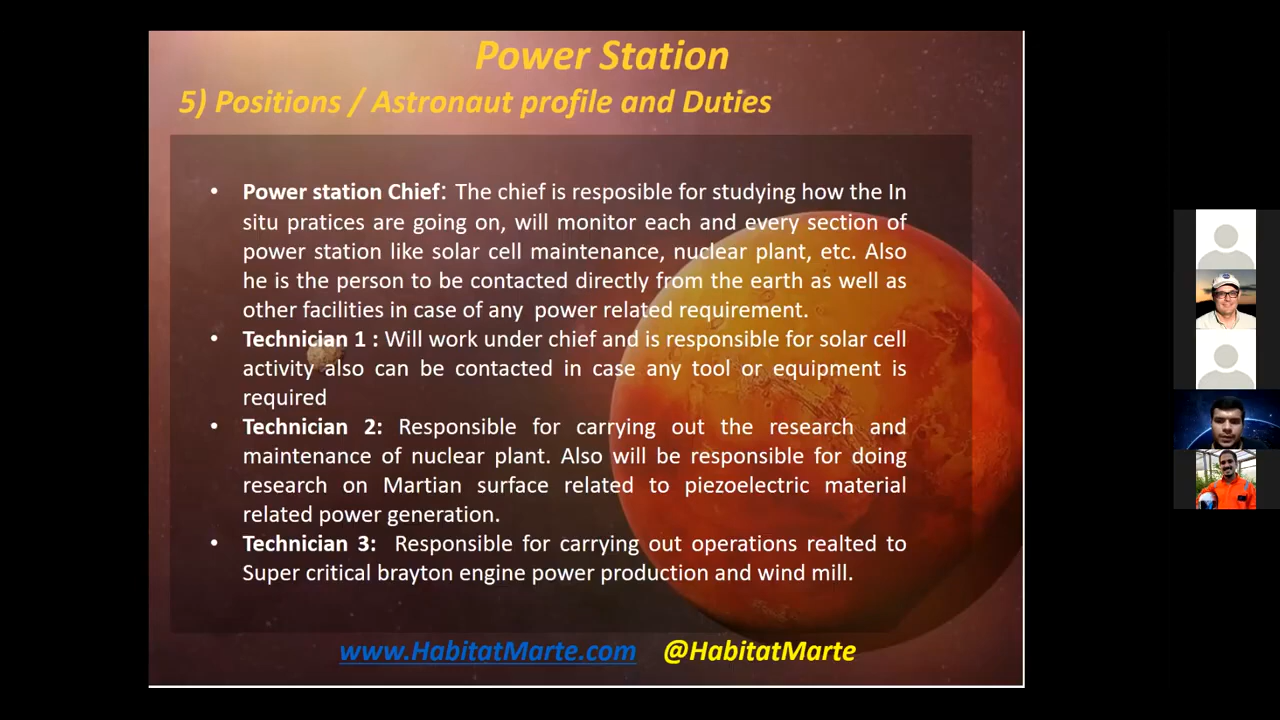 Power Station
5) Positions / Astronaut profile and Duties
• Power station Chief: The chief is resposible for studying how the In
situ pratices are going on, will monitor each and every section of
power station like solar cell maintenance, nuclear plant, etc. Also
he is the person to be contacted directly from the earth as well as
other facilities in case of any power related requirement.
• Technician 1 : Will work under chief and is responsible for solar cell
activity also can be contacted in case any tool or equipment is
required
• Technician 2: Responsible for carrying out the research and
maintenance of nuclear plant. Also will be responsible for doing
research on Martian surface related to piezoelectric material
related power generation.
• Technician 3: Responsible for carrying out operations realted to
Super critical brayton engine power production and wind mill.
www.HabitatMarte.com @HabitatMarte